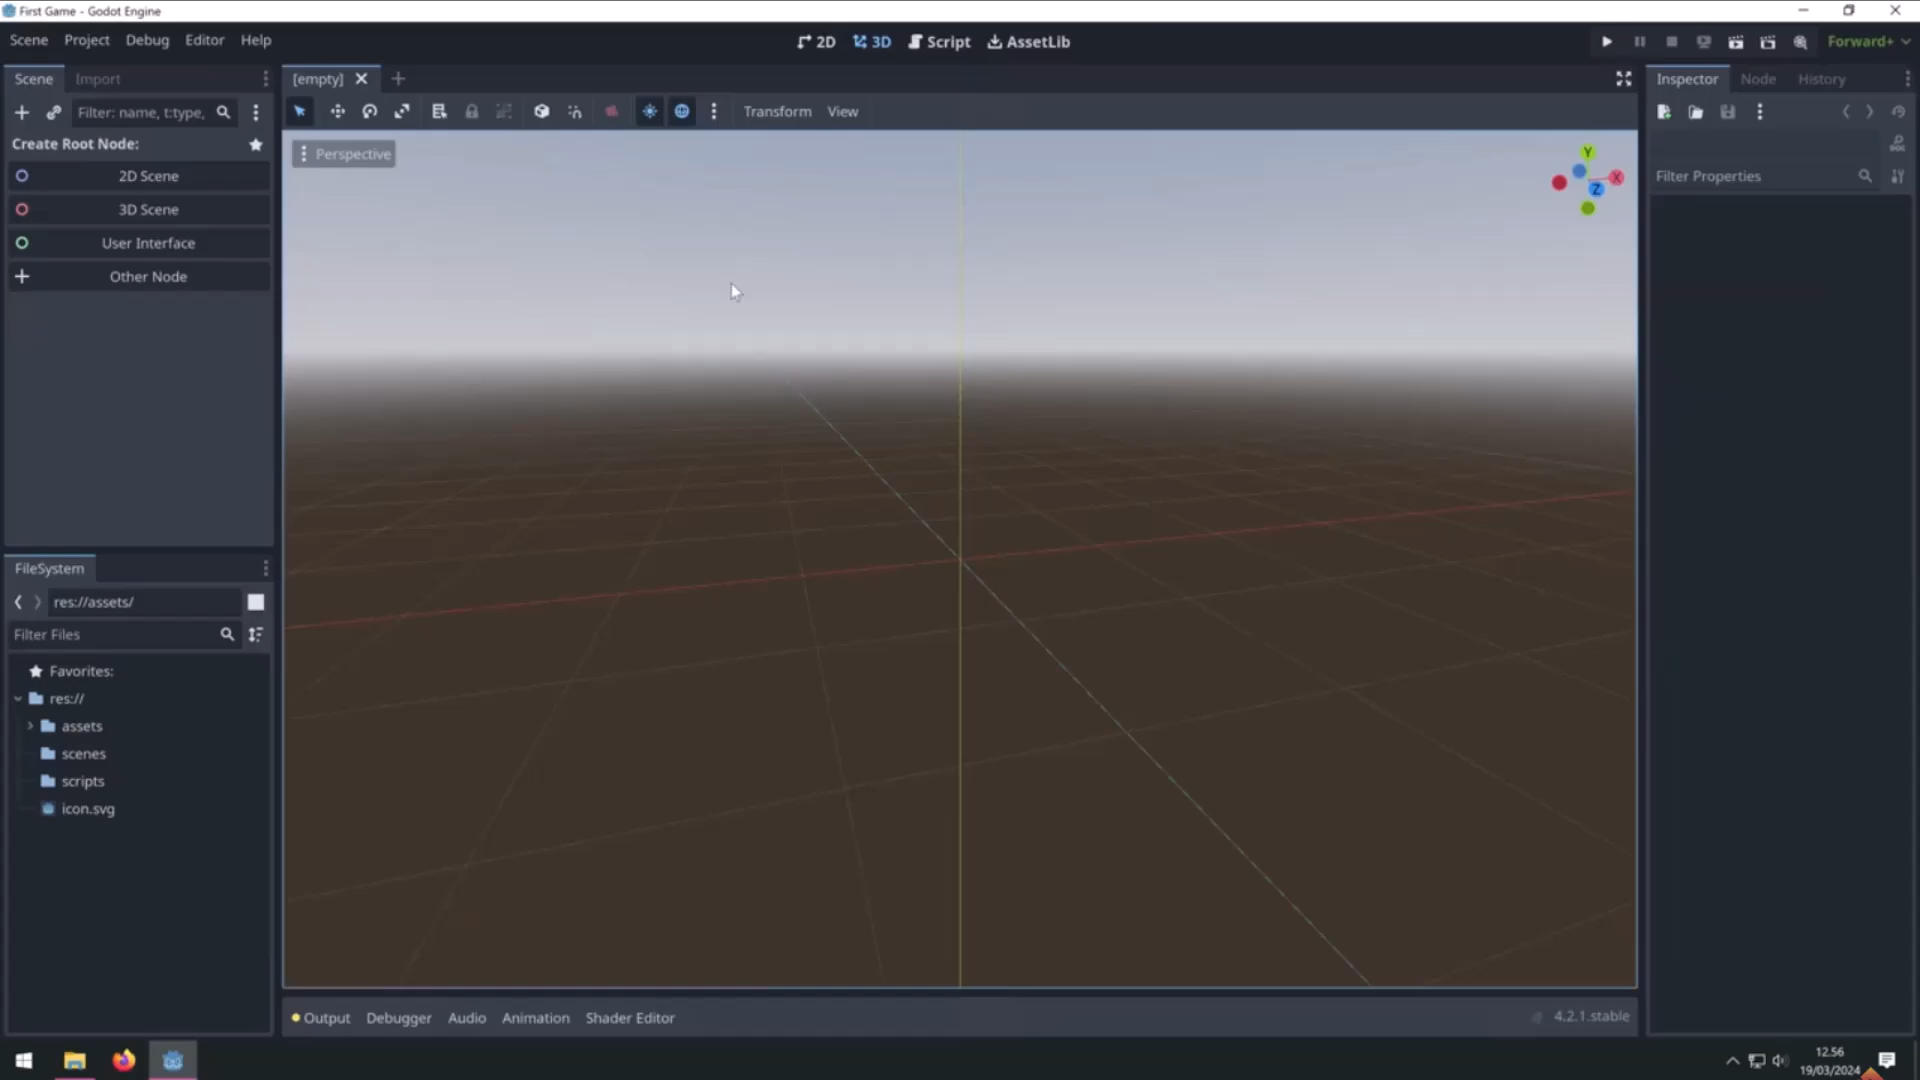 First Game - Godot Engine
Scene Project Debug Editor Help
2D 3D Script AssetLib
Forward+
Scene Import
[empty]
Inspector Node History
Filter: name, t:type,
Transform View
Create Root Node:
Perspective
Y
X
Z
2D Scene
Filter Properties
3D Scene
User Interface
Other Node
FileSystem
res://assets/
Filter Files
Favorites:
res://
assets
scenes
scripts
icon.svg
Output Debugger Audio Animation Shader Editor
4.2.1.stable
12.56
19/03/2024